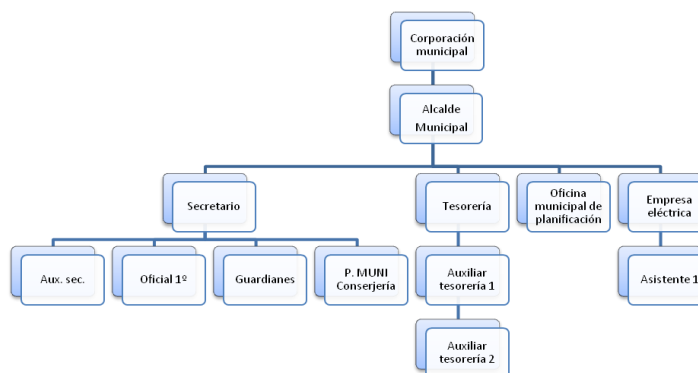 Corporación
municipal
Alcalde
Municipal
Secretario
Tesorería
Oficina
municipal de
planificación
Empresa
eléctrica
Aux. sec.
Oficial 1º
Guardianes
P. MUNI
Conserjería
Auxiliar
tesorería 1
Asistente 1
Auxiliar
tesorería 2